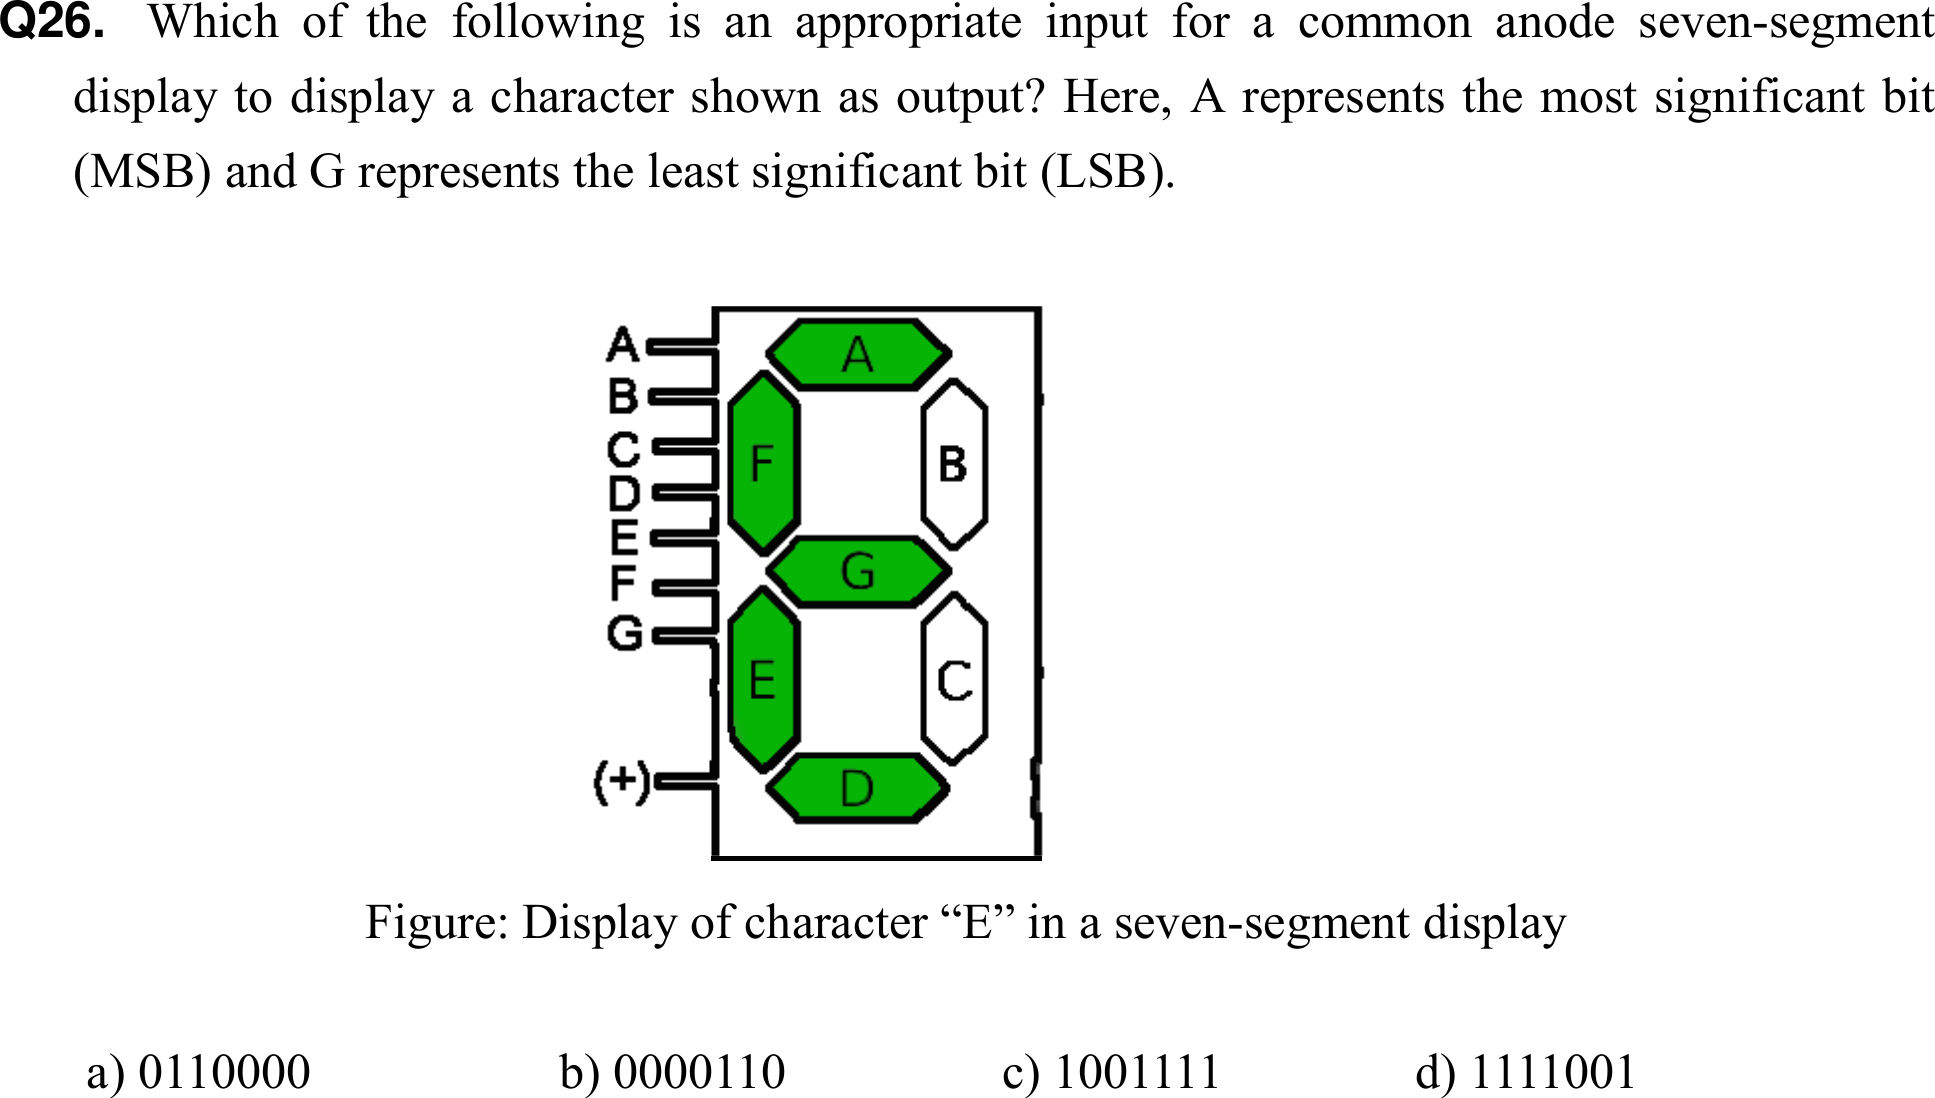 Q26. Which of the following is an appropriate input for a common anode seven-segment
display to display a character shown as output? Here, A represents the most significant bit
(MSB) and G represents the least significant bit (LSB).
A
B
C
D
E
F
G
(+)
A
F
B
G
E
C
D
Figure: Display of character “E” in a seven-segment display
a) 0110000 b) 0000110 c) 1001111 d) 1111001